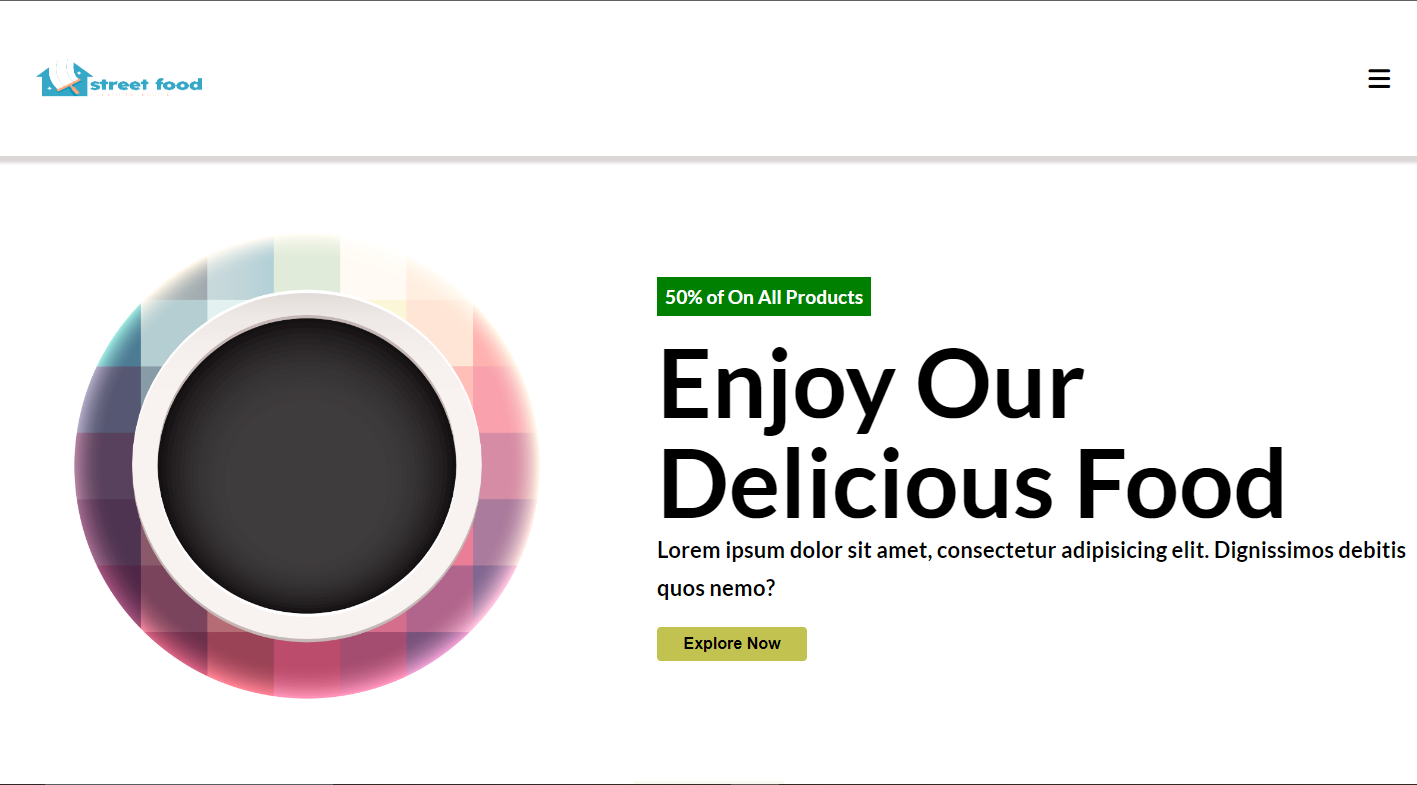 street food
50% of On All Products
Enjoy Our
Delicious Food
Lorem ipsum dolor sit amet, consectetur adipisicing elit. Dignissimos debitis
quos nemo?
Explore Now